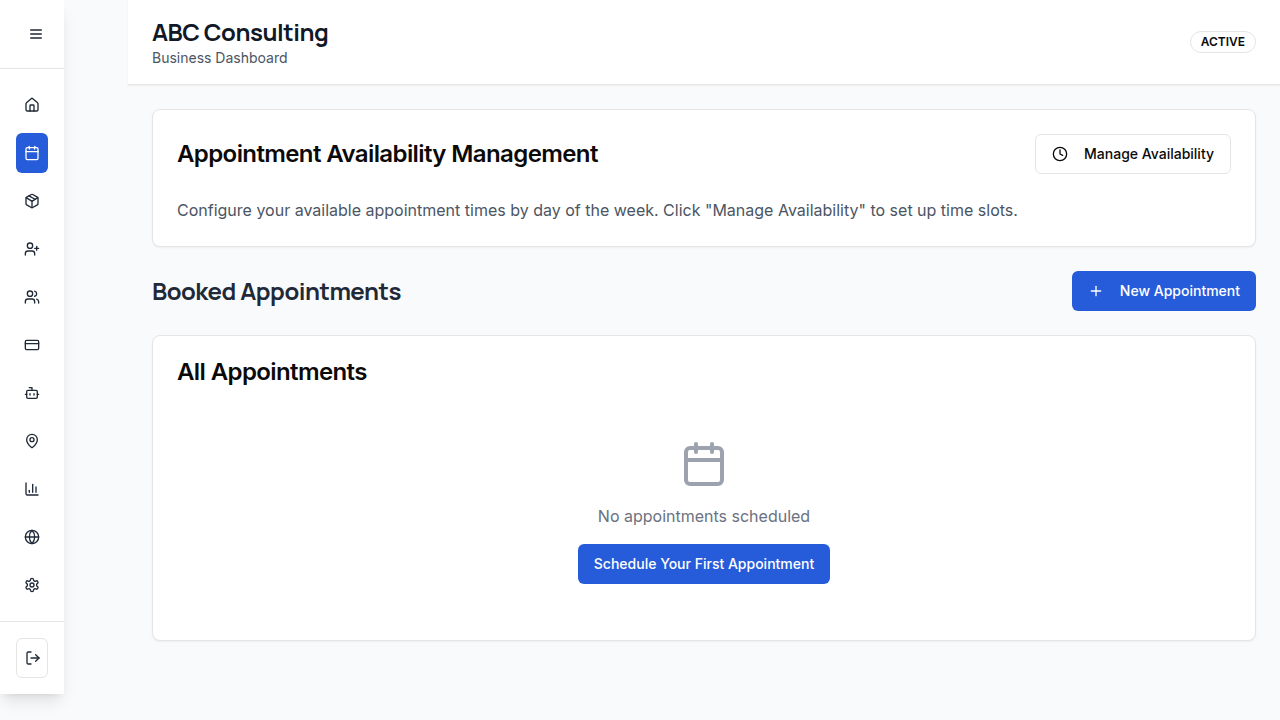 ABC Consulting
Business Dashboard
ACTIVE
Appointment Availability Management
Manage Availability
Configure your available appointment times by day of the week. Click "Manage Availability" to set up time slots.
Booked Appointments
New Appointment
All Appointments
No appointments scheduled
Schedule Your First Appointment